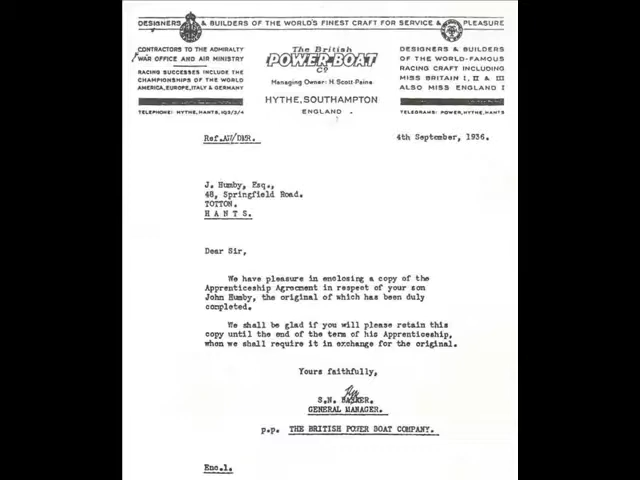 DESIGNERS & BUILDERS OF THE WORLD'S FINEST CRAFT FOR SERVICE & PLEASURE
CONTRACTORS TO THE ADMIRALTY
WAR OFFICE AND AIR MINISTRY
RACING SUCCESSES INCLUDE THE
CHAMPIONSHIPS OF THE WORLD
AMERICA, EUROPE, ITALY & GERMANY
TELEPHONE: HYTHE, HANTS, 102/3/4
The British
POWER BOAT
Co
Managing Owner: H. Scott-Paine
HYTHE, SOUTHAMPTON
ENGLAND.
DESIGNERS & BUILDERS
OF THE WORLD-FAMOUS
RACING CRAFT INCLUDING
MISS BRITAIN I, II & III
ALSO MISS ENGLAND I
TELEGRAMS: POWER, HYTHE, HANTS
Ref. /DMR.
4th September, 1936.
J. Humby, Esq.,
48, Springfield Road.
TOTTON.
HANTS.
Dear Sir,
We have pleasure in enclosing a copy of the
Apprenticeship Agreement in respect of your son
John Humby, the original of which has been duly
completed.
We shall be glad if you will please retain this
copy until the end of the term of his Apprenticeship,
when we shall require it in exchange for the original.
Yours faithfully,
S.N. BARKER.
GENERAL MANAGER.
p.p. THE BRITISH POWER BOAT COMPANY.
Enc.1.